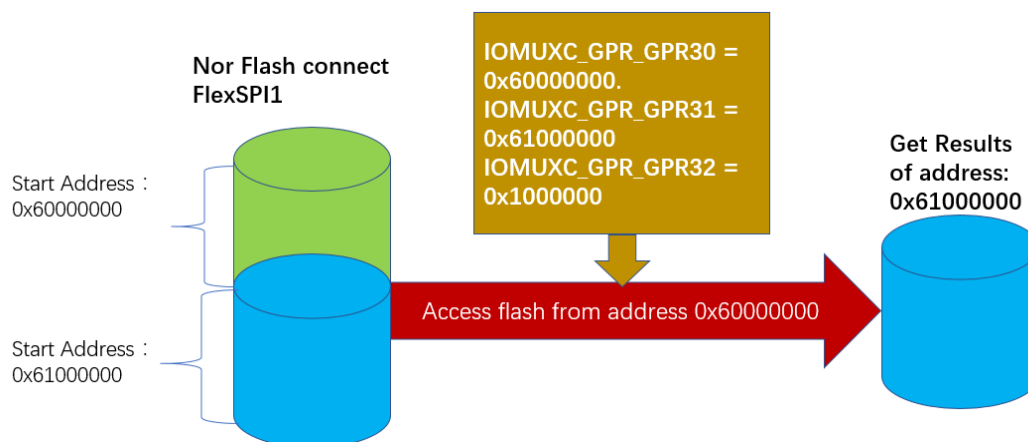 Nor Flash connect
FlexSPI1
Start Address：
0x60000000
Start Address：
0x61000000
IOMUXC_GPR_GPR30 =
0x60000000.
IOMUXC_GPR_GPR31 =
0x61000000
IOMUXC_GPR_GPR32 =
0x1000000
Access flash from address 0x60000000
Get Results
of address:
0x61000000